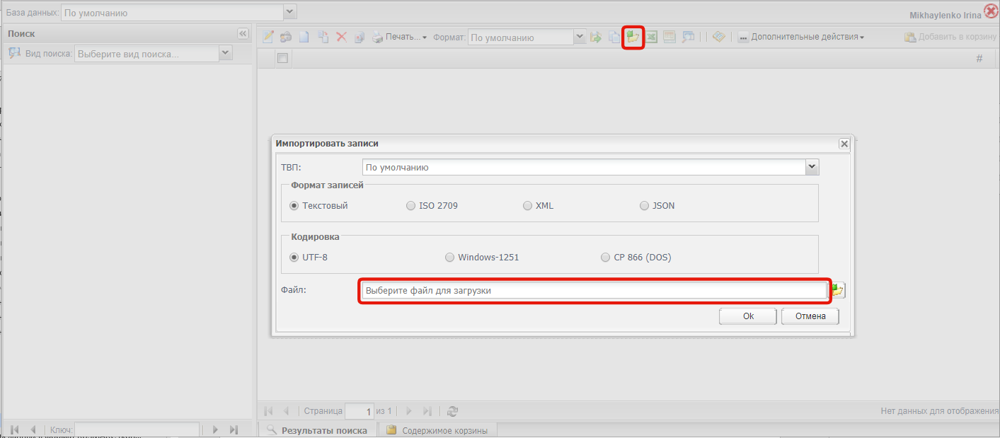 База данных: По умолчанию
Mikhaylenko Irina
Поиск
Вид поиска: Выберите вид поиска...
Печать... Формат: По умолчанию Дополнительные действия Добавить в корзину
#
Импортировать записи
ТВП: По умолчанию
Формат записей
Текстовый ISO 2709 XML JSON
Кодировка
UTF-8 Windows-1251 CP 866 (DOS)
Файл: Выберите файл для загрузки
Ok Отмена
Страница 1 из 1 Нет данных для отображения
Ключ:
Результаты поиска Содержимое корзины